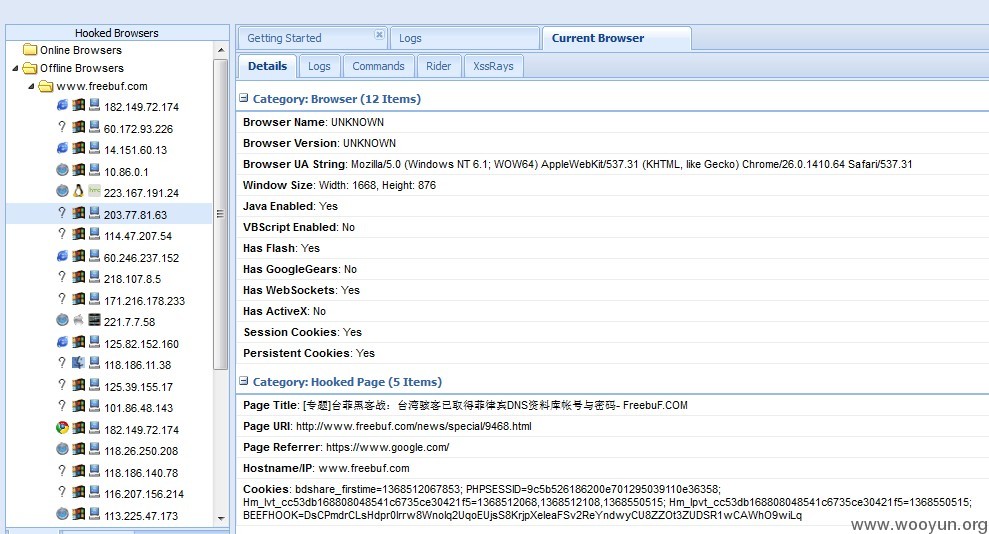 Hooked Browsers
Online Browsers
Offline Browsers
www.freebuf.com
182.149.72.174
60.172.93.226
14.151.60.13
10.86.0.1
223.167.191.24
203.77.81.63
114.47.207.54
60.246.237.152
218.107.8.5
171.216.178.233
221.7.7.58
125.82.152.160
118.186.11.38
125.39.155.17
101.86.48.143
182.149.72.174
118.26.250.208
118.186.140.78
116.207.156.214
113.225.47.173
Getting Started
Logs
Current Browser
Details
Logs
Commands
Rider
XssRays
Category: Browser (12 Items)
Browser Name: UNKNOWN
Browser Version: UNKNOWN
Browser UA String: Mozilla/5.0 (Windows NT 6.1; WOW64) AppleWebKit/537.31 (KHTML, like Gecko) Chrome/26.0.1410.64 Safari/537.31
Window Size: Width: 1668, Height: 876
Java Enabled: Yes
VBScript Enabled: No
Has Flash: Yes
Has GoogleGears: No
Has WebSockets: Yes
Has ActiveX: No
Session Cookies: Yes
Persistent Cookies: Yes
Category: Hooked Page (5 Items)
Page Title: [专题]台菲黑客战：台湾骇客已取得菲律宾DNS资料库帐号与密码- FreebuF.COM
Page URI: http://www.freebuf.com/news/special/9468.html
Page Referrer: https://www.google.com/
Hostname/IP: www.freebuf.com
Cookies: bdshare_firstime=1368512067853; PHPSESSID=9c5b526186200e701295039110e36358;
Hm_lvt_cc53db168808048541c6735ce30421f5=1368512068,1368512108,1368550515; Hm_lpvt_cc53db168808048541c6735ce30421f5=1368550515;
BEEFHOOK=DsCPmdrCLsHdpr0lrrw8Wnolq2UqoEUjsS8KrjpXeleaFSv2ReYndwyCU8ZZOt3ZUDSR1wCAWhO9wiLq
www.wooyun.org